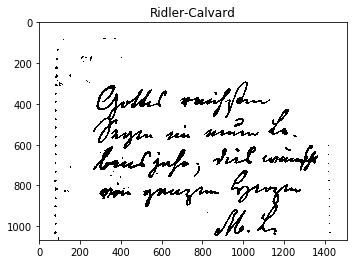 Ridler-Calvard
Gottes reichsten
Segen im neuen Le-
bensjahr, dies wünscht
von ganzem Herzen
M. L.
0
200
400
600
800
1000
0 200 400 600 800 1000 1200 1400